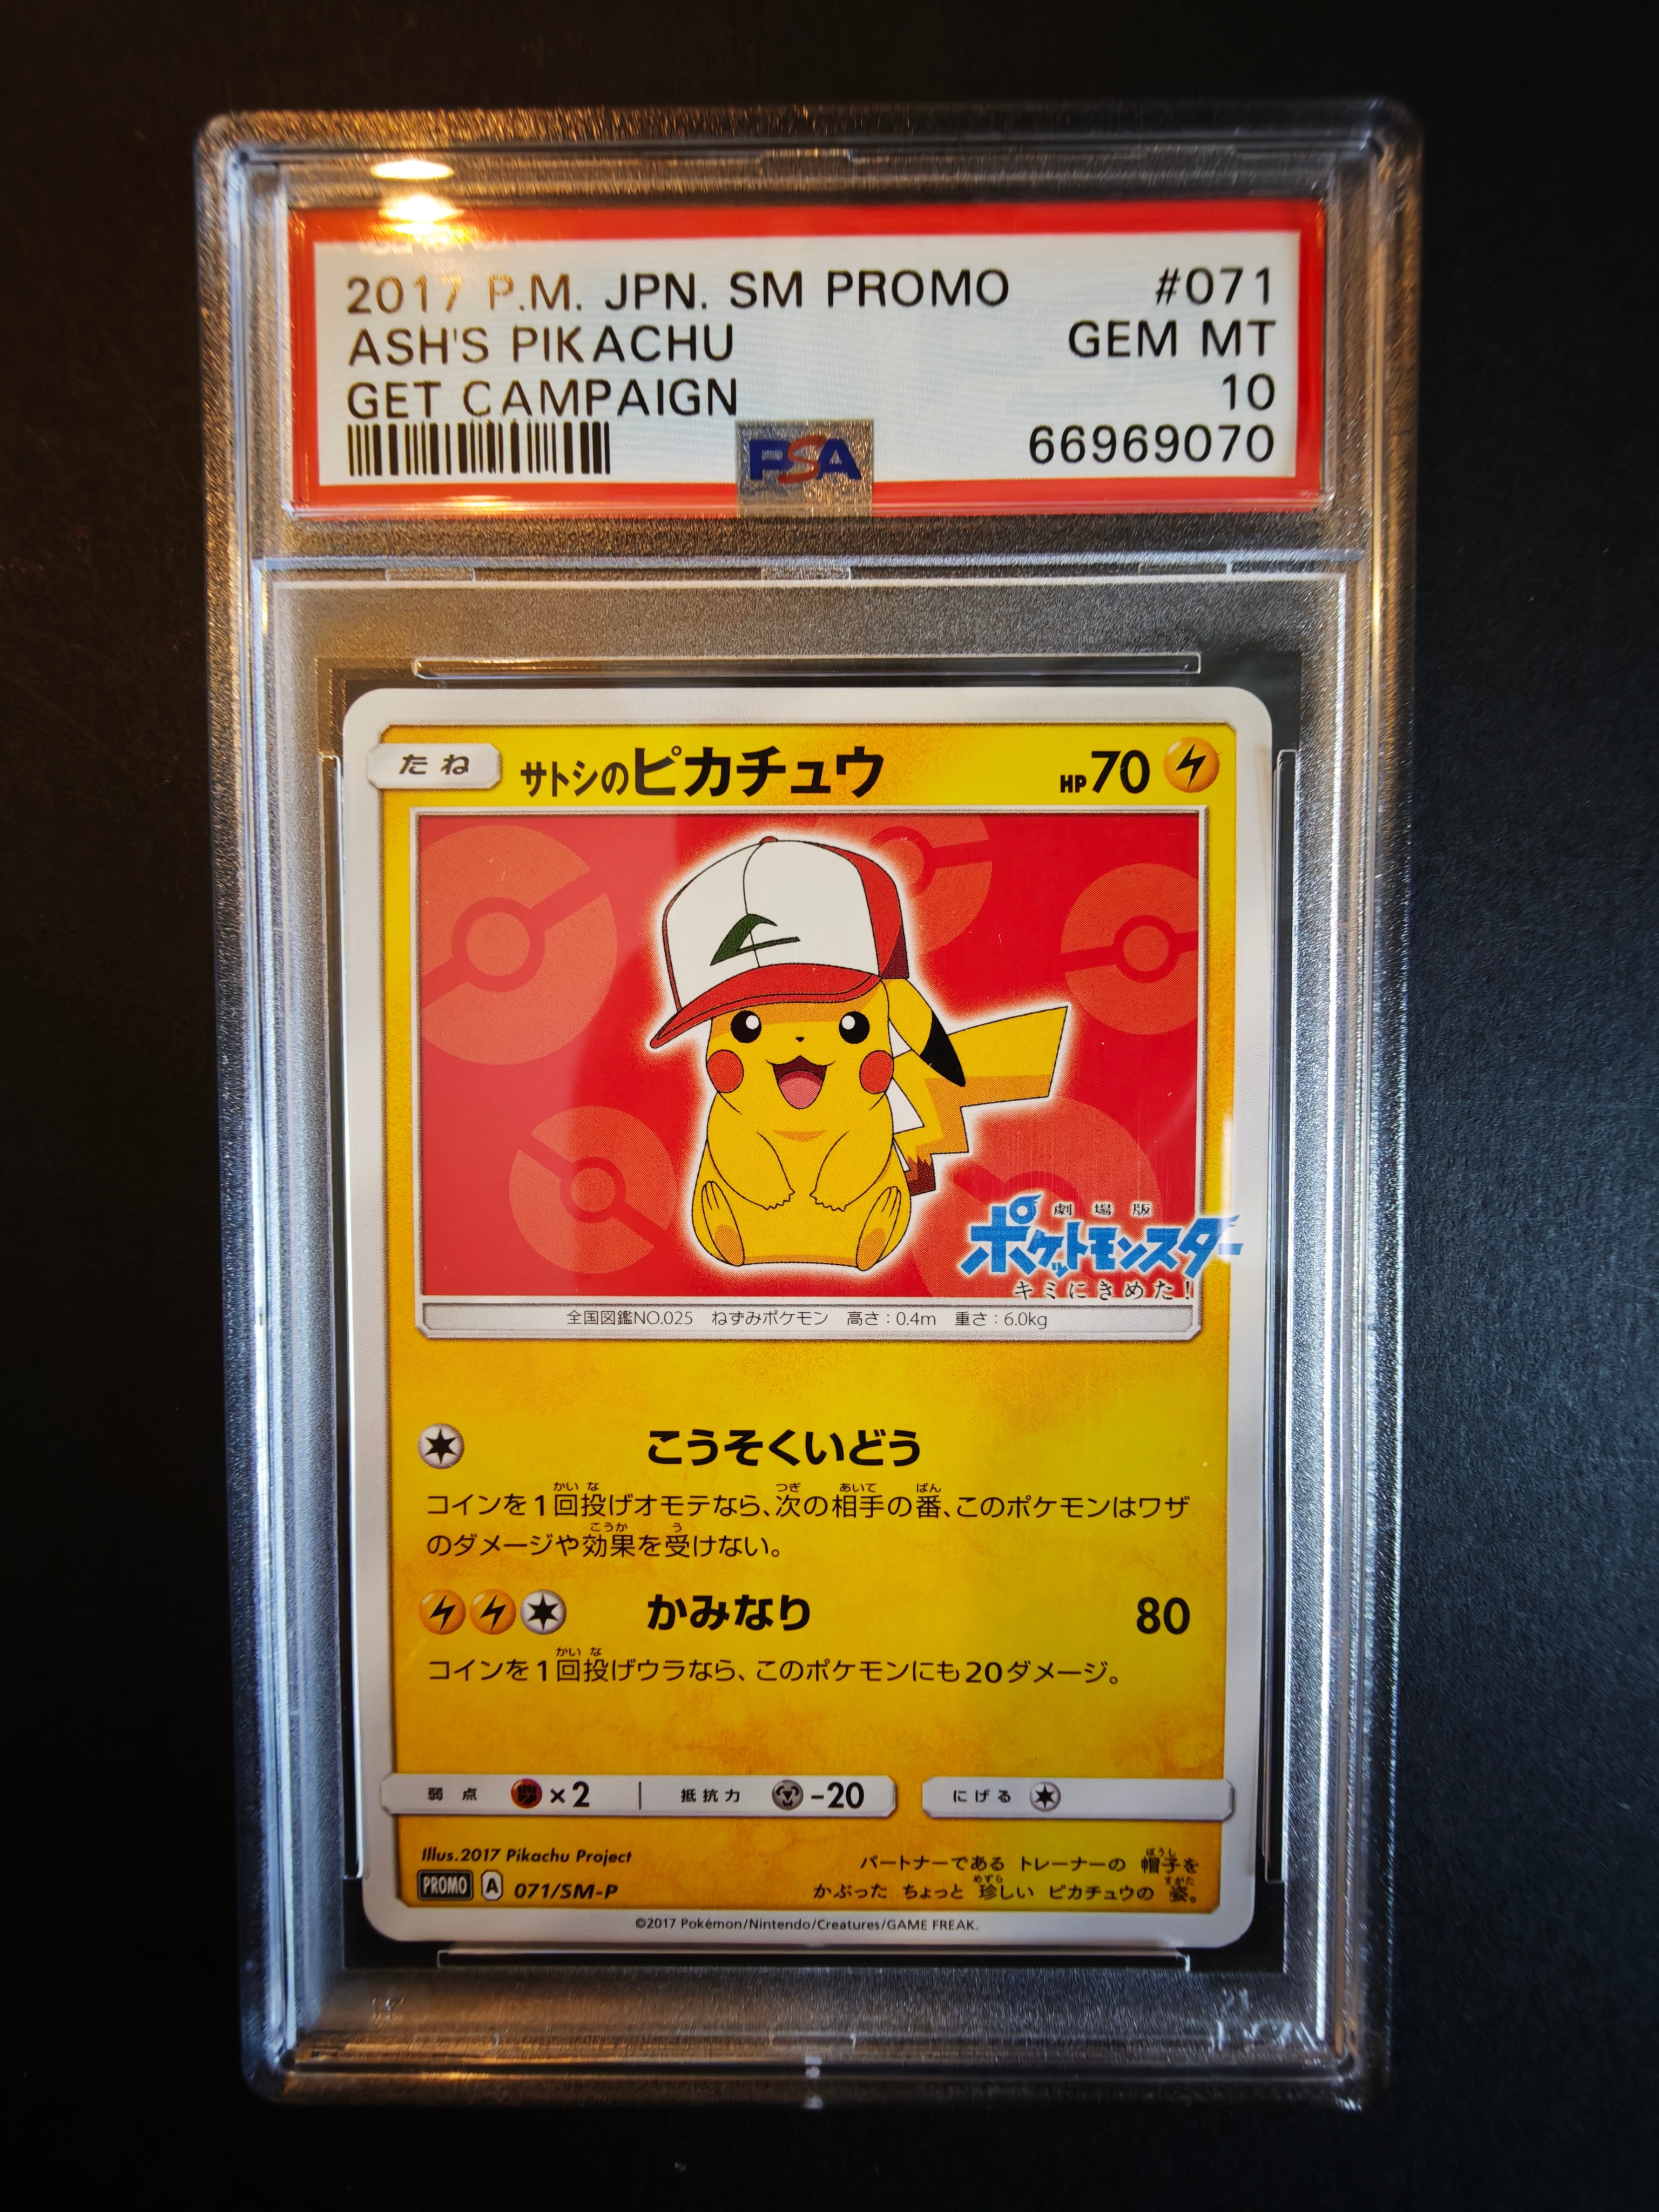 2017 P.M. JPN. SM PROMO #071
ASH'S PIKACHU GEM MT
GET CAMPAIGN 10
PSA 66969070
たね サトシのピカチュウ HP70
劇場版
ポケットモンスター
キミにきめた!
全国図鑑NO.025 ねずみポケモン 高さ:0.4m 重さ:6.0kg
こうそくいどう
コインを1回投げオモテなら、次の相手の番、このポケモンはワザ
のダメージや効果を受けない。
かみなり 80
コインを1回投げウラなら、このポケモンにも20ダメージ。
弱点 ×2 抵抗力 -20 にげる
Illus.2017 Pikachu Project
PROMO A 071/SM-P
パートナーである トレーナーの 帽子を
かぶった ちょっと 珍しい ピカチュウの 姿。
©2017 Pokémon/Nintendo/Creatures/GAME FREAK.